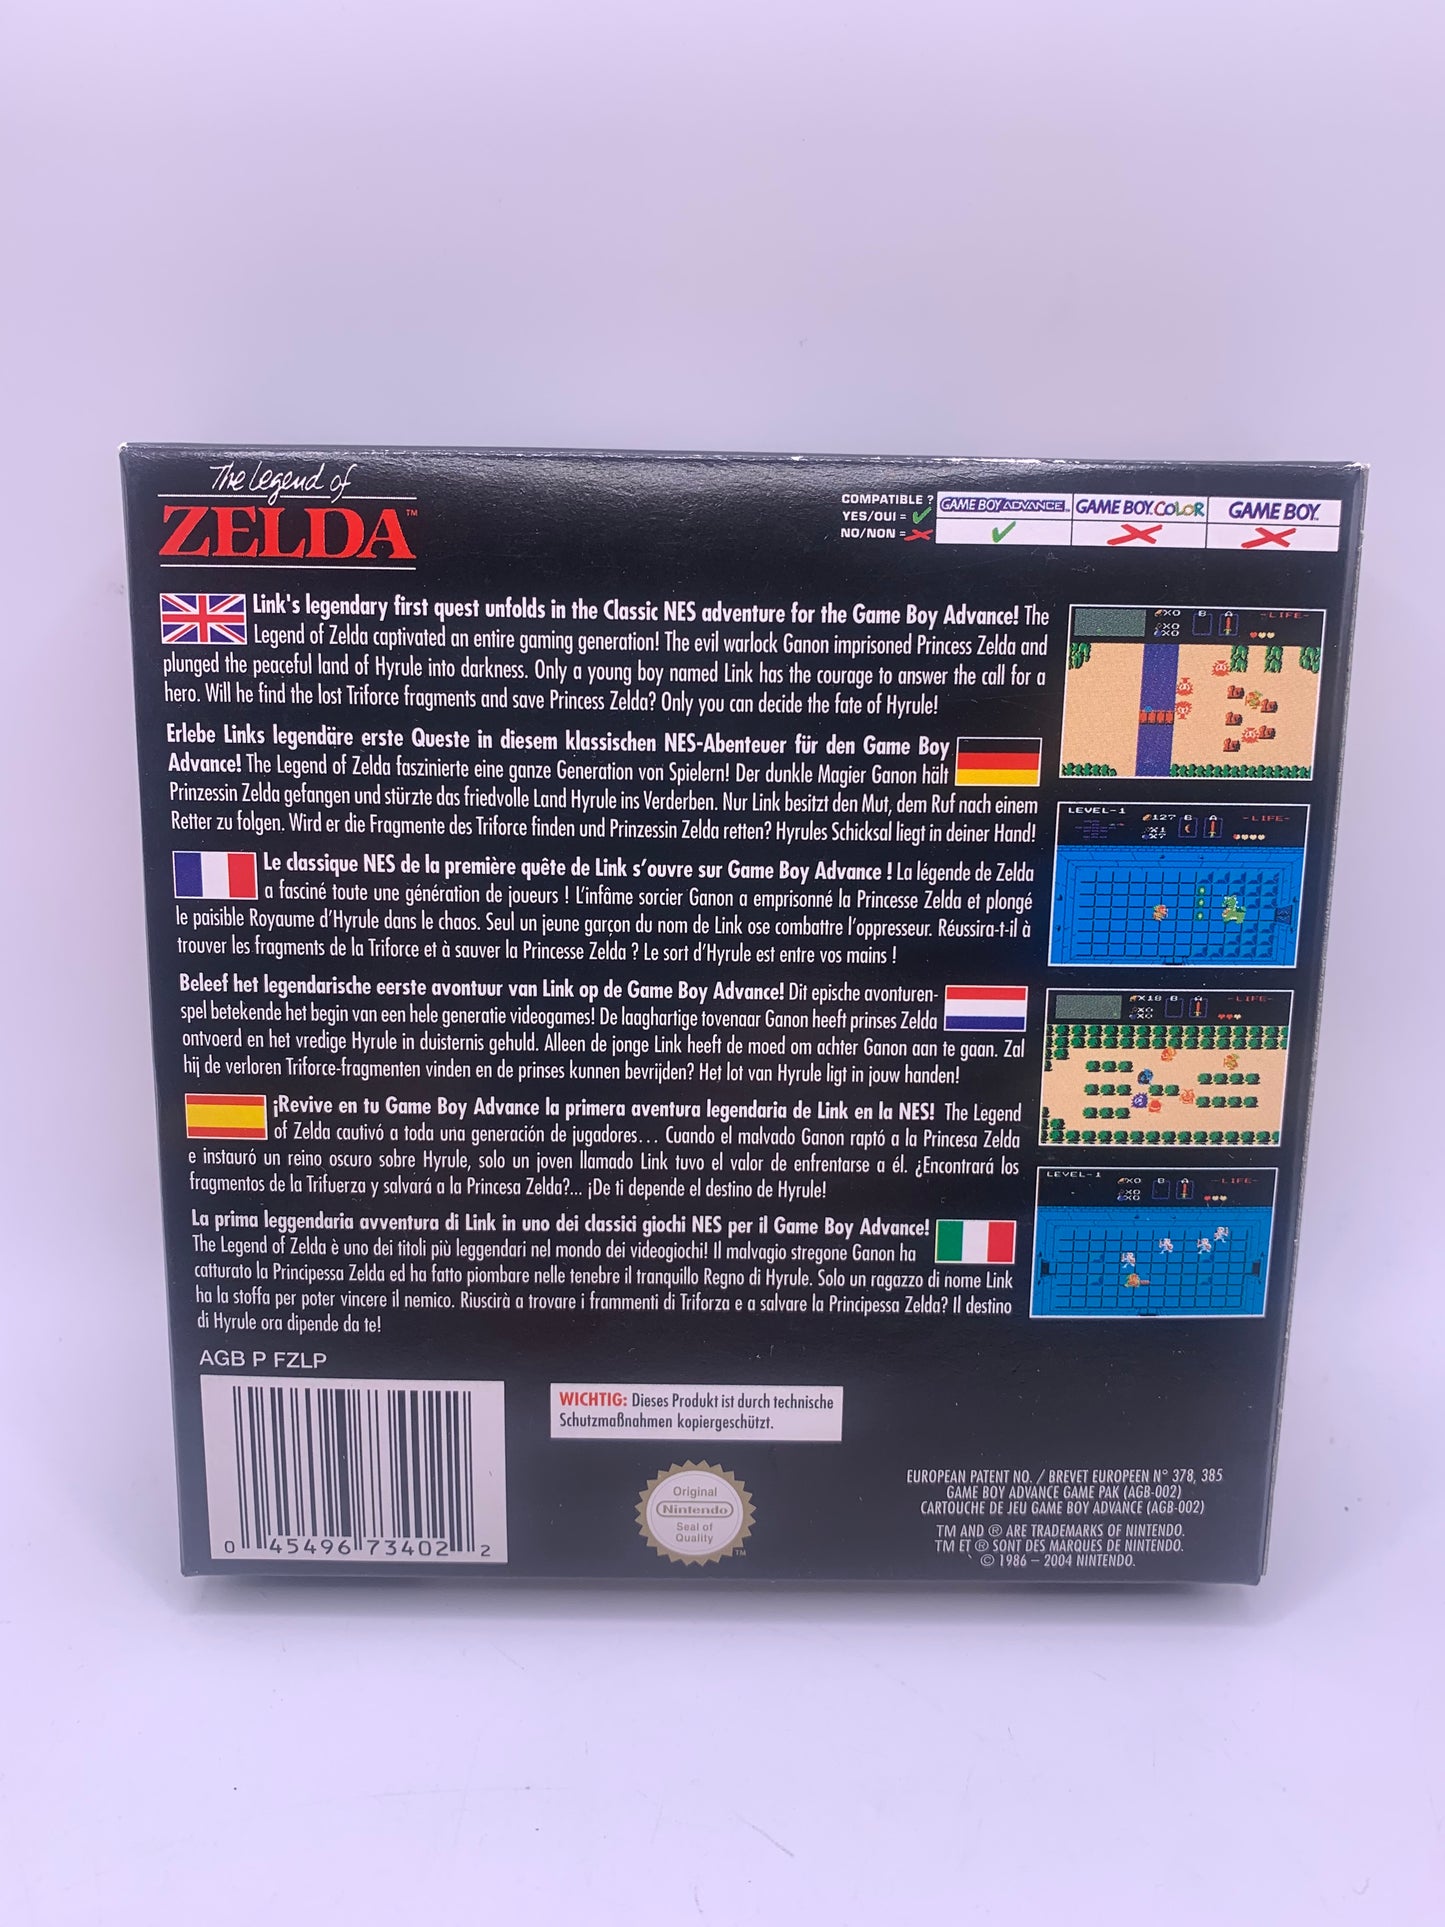 The Legend of
ZELDA™
COMPATIBLE ?
YES/OUI =
NO/NON =
GAME BOY ADVANCE™
GAME BOY COLOR
GAME BOY™
Link's legendary first quest unfolds in the Classic NES adventure for the Game Boy Advance! The
Legend of Zelda captivated an entire gaming generation! The evil warlock Ganon imprisoned Princess Zelda and
plunged the peaceful land of Hyrule into darkness. Only a young boy named Link has the courage to answer the call for a
hero. Will he find the lost Triforce fragments and save Princess Zelda? Only you can decide the fate of Hyrule!
Erlebe Links legendäre erste Queste in diesem klassischen NES-Abenteuer für den Game Boy
Advance! The Legend of Zelda faszinierte eine ganze Generation von Spielern! Der dunkle Magier Ganon hält
Prinzessin Zelda gefangen und stürzte das friedvolle Land Hyrule ins Verderben. Nur Link besitzt den Mut, dem Ruf nach einem
Retter zu folgen. Wird er die Fragmente des Triforce finden und Prinzessin Zelda retten? Hyrules Schicksal liegt in deiner Hand!
Le classique NES de la première quête de Link s'ouvre sur Game Boy Advance ! La légende de Zelda
a fasciné toute une génération de joueurs ! L'infâme sorcier Ganon a emprisonné la Princesse Zelda et plongé
le paisible Royaume d'Hyrule dans le chaos. Seul un jeune garçon du nom de Link ose combattre l'oppresseur. Réussira-t-il à
trouver les fragments de la Triforce et à sauver la Princesse Zelda ? Le sort d'Hyrule est entre vos mains !
Beleef het legendarische eerste avontuur van Link op de Game Boy Advance! Dit epische avonturen-
spel betekende het begin van een hele generatie videogames! De laaghartige tovenaar Ganon heeft prinses Zelda
ontvoerd en het vredige Hyrule in duisternis gehuld. Alleen de jonge Link heeft de moed om achter Ganon aan te gaan. Zal
hij de verloren Triforce-fragmenten vinden en de prinses kunnen bevrijden? Het lot van Hyrule ligt in jouw handen!
¡Revive en tu Game Boy Advance la primera aventura legendaria de Link en la NES! The Legend
of Zelda cautivó a toda una generación de jugadores... Cuando el malvado Ganon raptó a la Princesa Zelda
e instauró un reino oscuro sobre Hyrule, solo un joven llamado Link tuvo el valor de enfrentarse a él. ¿Encontrará los
fragmentos de la Trifuerza y salvará a la Princesa Zelda?... ¡De ti depende el destino de Hyrule!
La prima leggendaria avventura di Link in uno dei classici giochi NES per il Game Boy Advance!
The Legend of Zelda è uno dei titoli più leggendari nel mondo dei videogiochi! Il malvagio stregone Ganon ha
catturato la Principessa Zelda ed ha fatto piombare nelle tenebre il tranquillo Regno di Hyrule. Solo un ragazzo di nome Link
ha la stoffa per poter vincere il nemico. Riuscirà a trovare i frammenti di Triforza e a salvare la Principessa Zelda? Il destino
di Hyrule ora dipende da te!
X0 B A -LIFE-
X0
LEVEL-1
X127 B A -LIFE-
X1
X7
X18 B A -LIFE-
X0
X0
LEVEL-1
X0 B A -LIFE-
X0
X0
AGB P FZLP
0 45496 73402 2
WICHTIG: Dieses Produkt ist durch technische
Schutzmaßnahmen kopiergeschützt.
Original
Nintendo
Seal of
Quality
TM
EUROPEAN PATENT NO. / BREVET EUROPEEN N° 378, 385
GAME BOY ADVANCE GAME PAK (AGB-002)
CARTOUCHE DE JEU GAME BOY ADVANCE (AGB-002)
TM AND ® ARE TRADEMARKS OF NINTENDO.
TM ET ® SONT DES MARQUES DE NINTENDO.
© 1986 – 2004 NINTENDO.